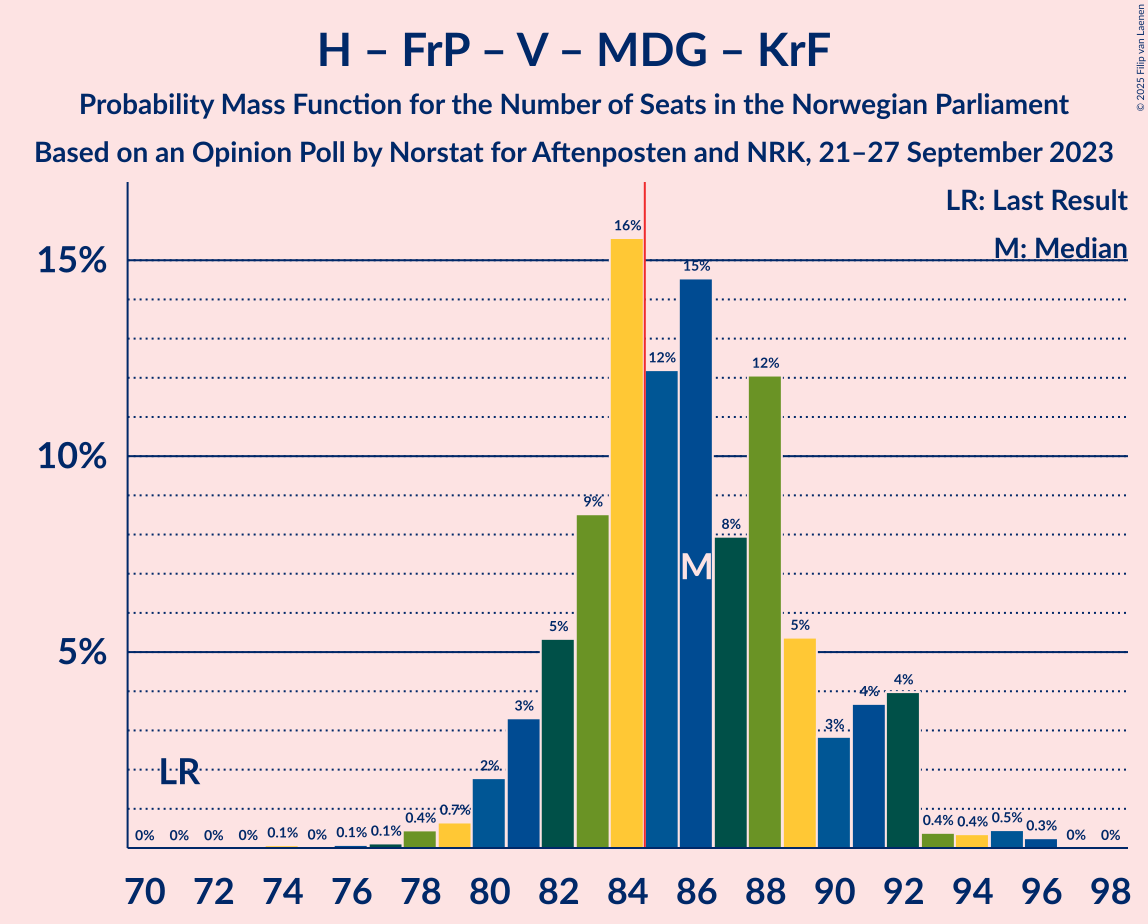 H – FrP – V – MDG – KrF
Probability Mass Function for the Number of Seats in the Norwegian Parliament
Based on an Opinion Poll by Norstat for Aftenposten and NRK, 21–27 September 2023
© 2025 Filip van Laenen
LR: Last Result
M: Median
15%
10%
5%
LR
M
0% 0% 0% 0% 0.1% 0% 0.1% 0.1% 0.4% 0.7% 2% 3% 5% 9% 16% 12% 15% 8% 12% 5% 3% 4% 4% 0.4% 0.4% 0.5% 0.3% 0% 0%
70 72 74 76 78 80 82 84 86 88 90 92 94 96 98